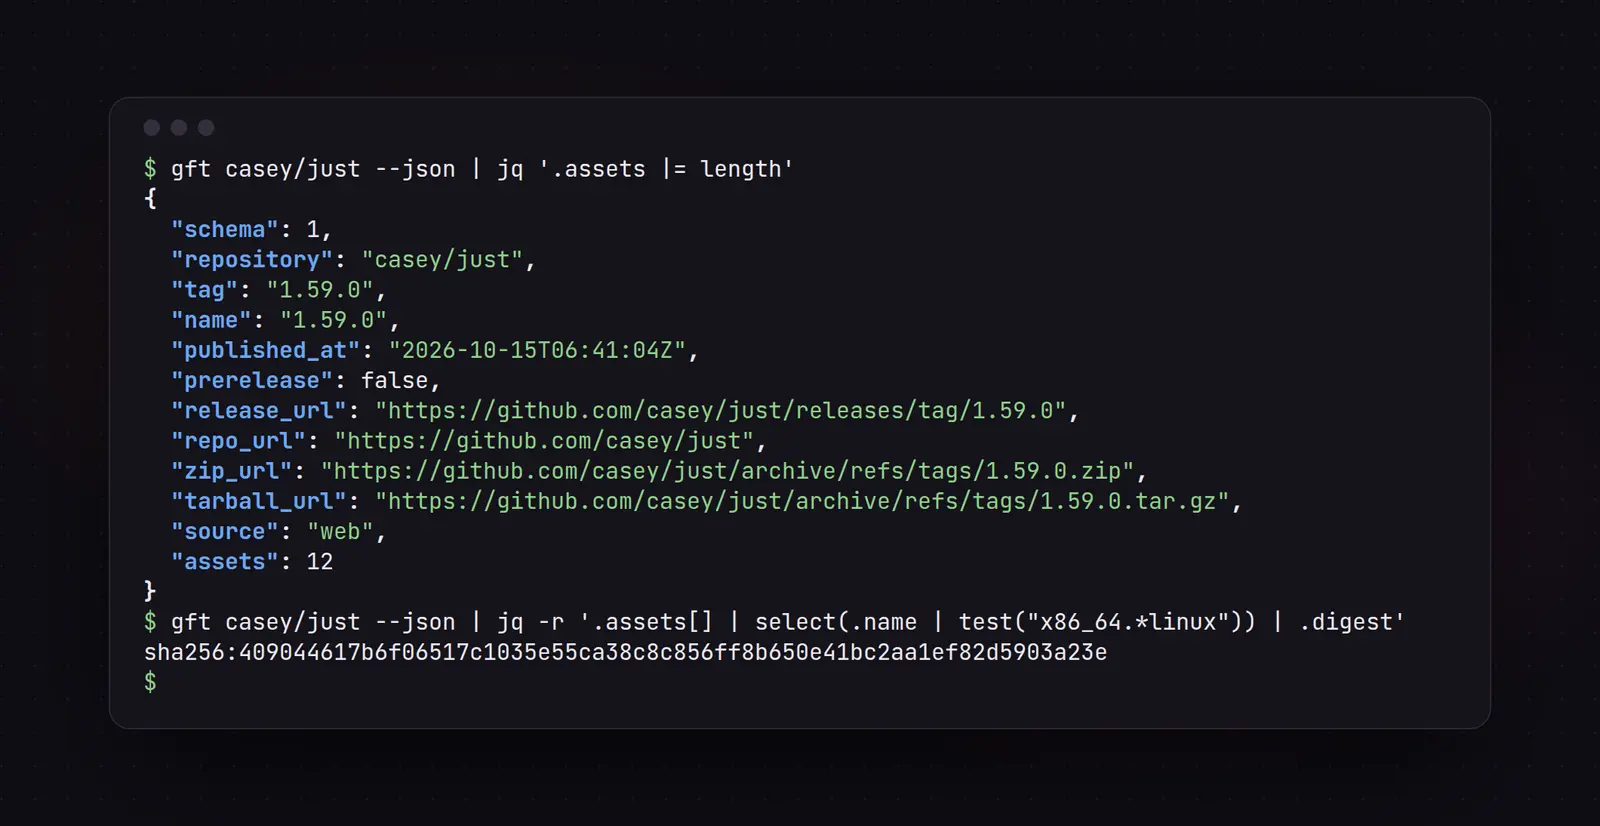 $ gft casey/just --json | jq '.assets |= length'
{
  "schema": 1,
  "repository": "casey/just",
  "tag": "1.59.0",
  "name": "1.59.0",
  "published_at": "2026-10-15T06:41:04Z",
  "prerelease": false,
  "release_url": "https://github.com/casey/just/releases/tag/1.59.0",
  "repo_url": "https://github.com/casey/just",
  "zip_url": "https://github.com/casey/just/archive/refs/tags/1.59.0.zip",
  "tarball_url": "https://github.com/casey/just/archive/refs/tags/1.59.0.tar.gz",
  "source": "web",
  "assets": 12
}
$ gft casey/just --json | jq -r '.assets[] | select(.name | test("x86_64.*linux")) | .digest'
sha256:409044617b6f06517c1035e55ca38c8c856ff8b650e41bc2aa1ef82d5903a23e
$